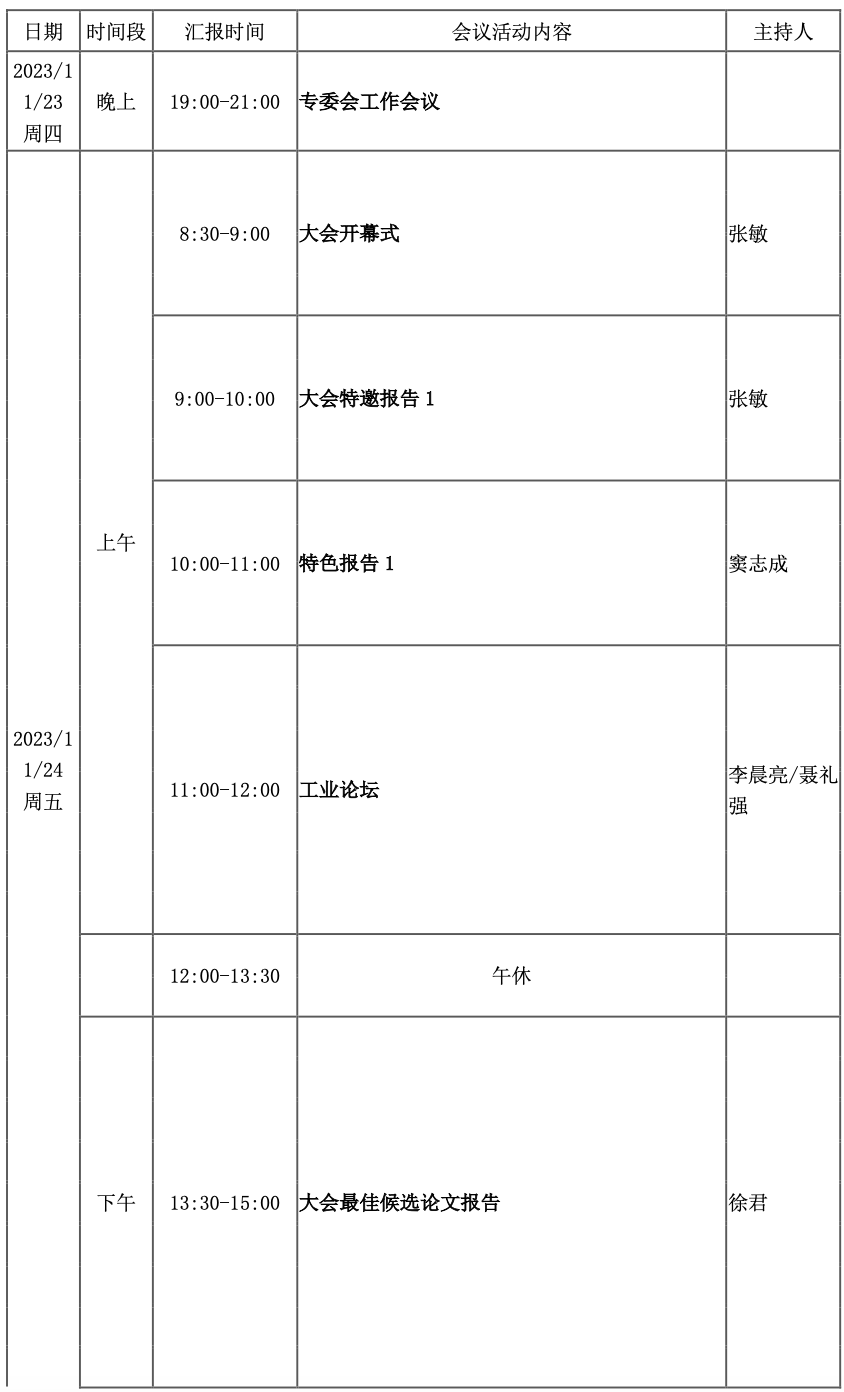 日期 时间段 汇报时间 会议活动内容 主持人
2023/1
1/23
周四
晚上 19:00-21:00 专委会工作会议
2023/1
1/24
周五
上午
8:30-9:00 大会开幕式 张敏
9:00-10:00 大会特邀报告 1 张敏
10:00-11:00 特色报告 1 窦志成
11:00-12:00 工业论坛 李晨亮/聂礼
强
12:00-13:30 午休
下午 13:30-15:00 大会最佳候选论文报告 徐君